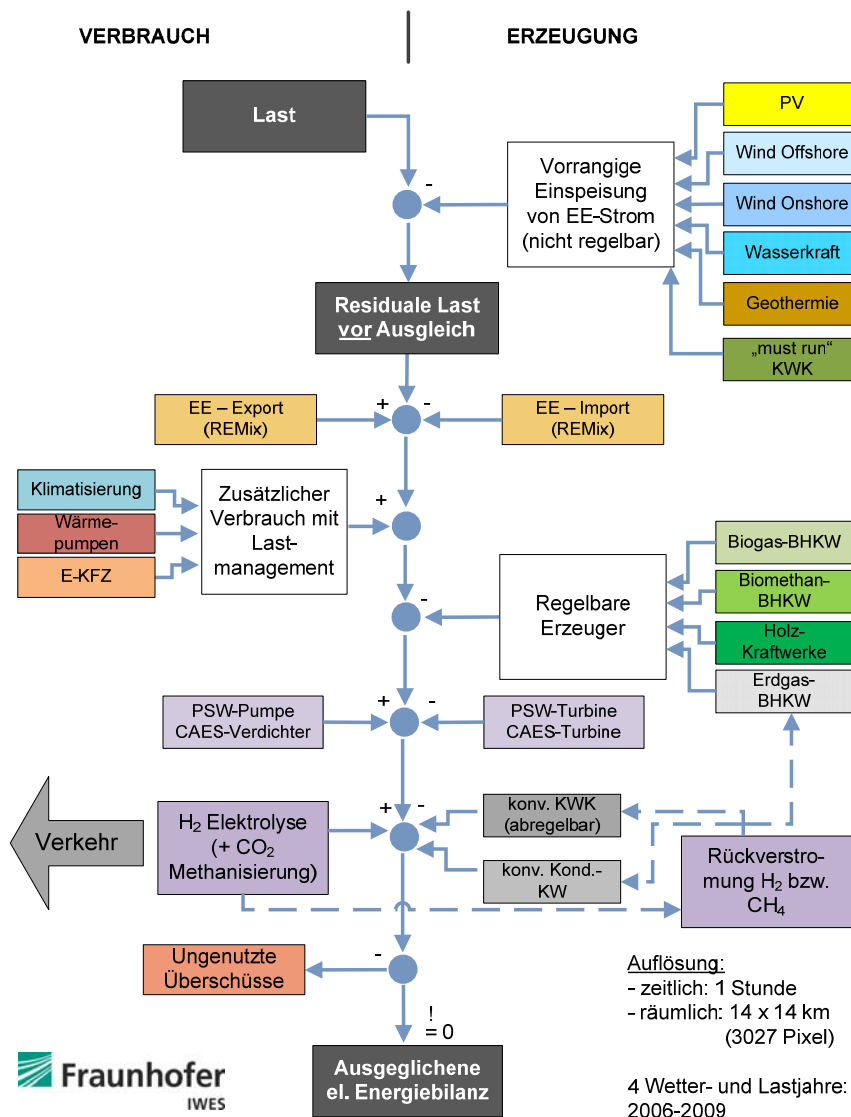 VERBRAUCH
ERZEUGUNG
Last
PV
Wind Offshore
Wind Onshore
Wasserkraft
Geothermie
„must run“
KWK
Vorrangige
Einspeisung
von EE-Strom
(nicht regelbar)
-
Residuale Last
vor Ausgleich
EE – Export
(REMix)
+
-
EE – Import
(REMix)
Klimatisierung
Wärme-
pumpen
E-KFZ
Zusätzlicher
Verbrauch mit
Last-
management
+
-
Regelbare
Erzeuger
Biogas-BHKW
Biomethan-
BHKW
Holz-
Kraftwerke
Erdgas-
BHKW
PSW-Pumpe
CAES-Verdichter
+
-
PSW-Turbine
CAES-Turbine
Verkehr
H2 Elektrolyse
(+ CO2
Methanisierung)
+
-
konv. KWK
(abregelbar)
konv. Kond.-
KW
Rückverstro-
mung H2 bzw.
CH4
Ungenutzte
Überschüsse
-
!
= 0
Ausgeglichene
el. Energiebilanz
Auflösung:
- zeitlich: 1 Stunde
- räumlich: 14 x 14 km
(3027 Pixel)
4 Wetter- und Lastjahre:
2006-2009
Fraunhofer
IWES